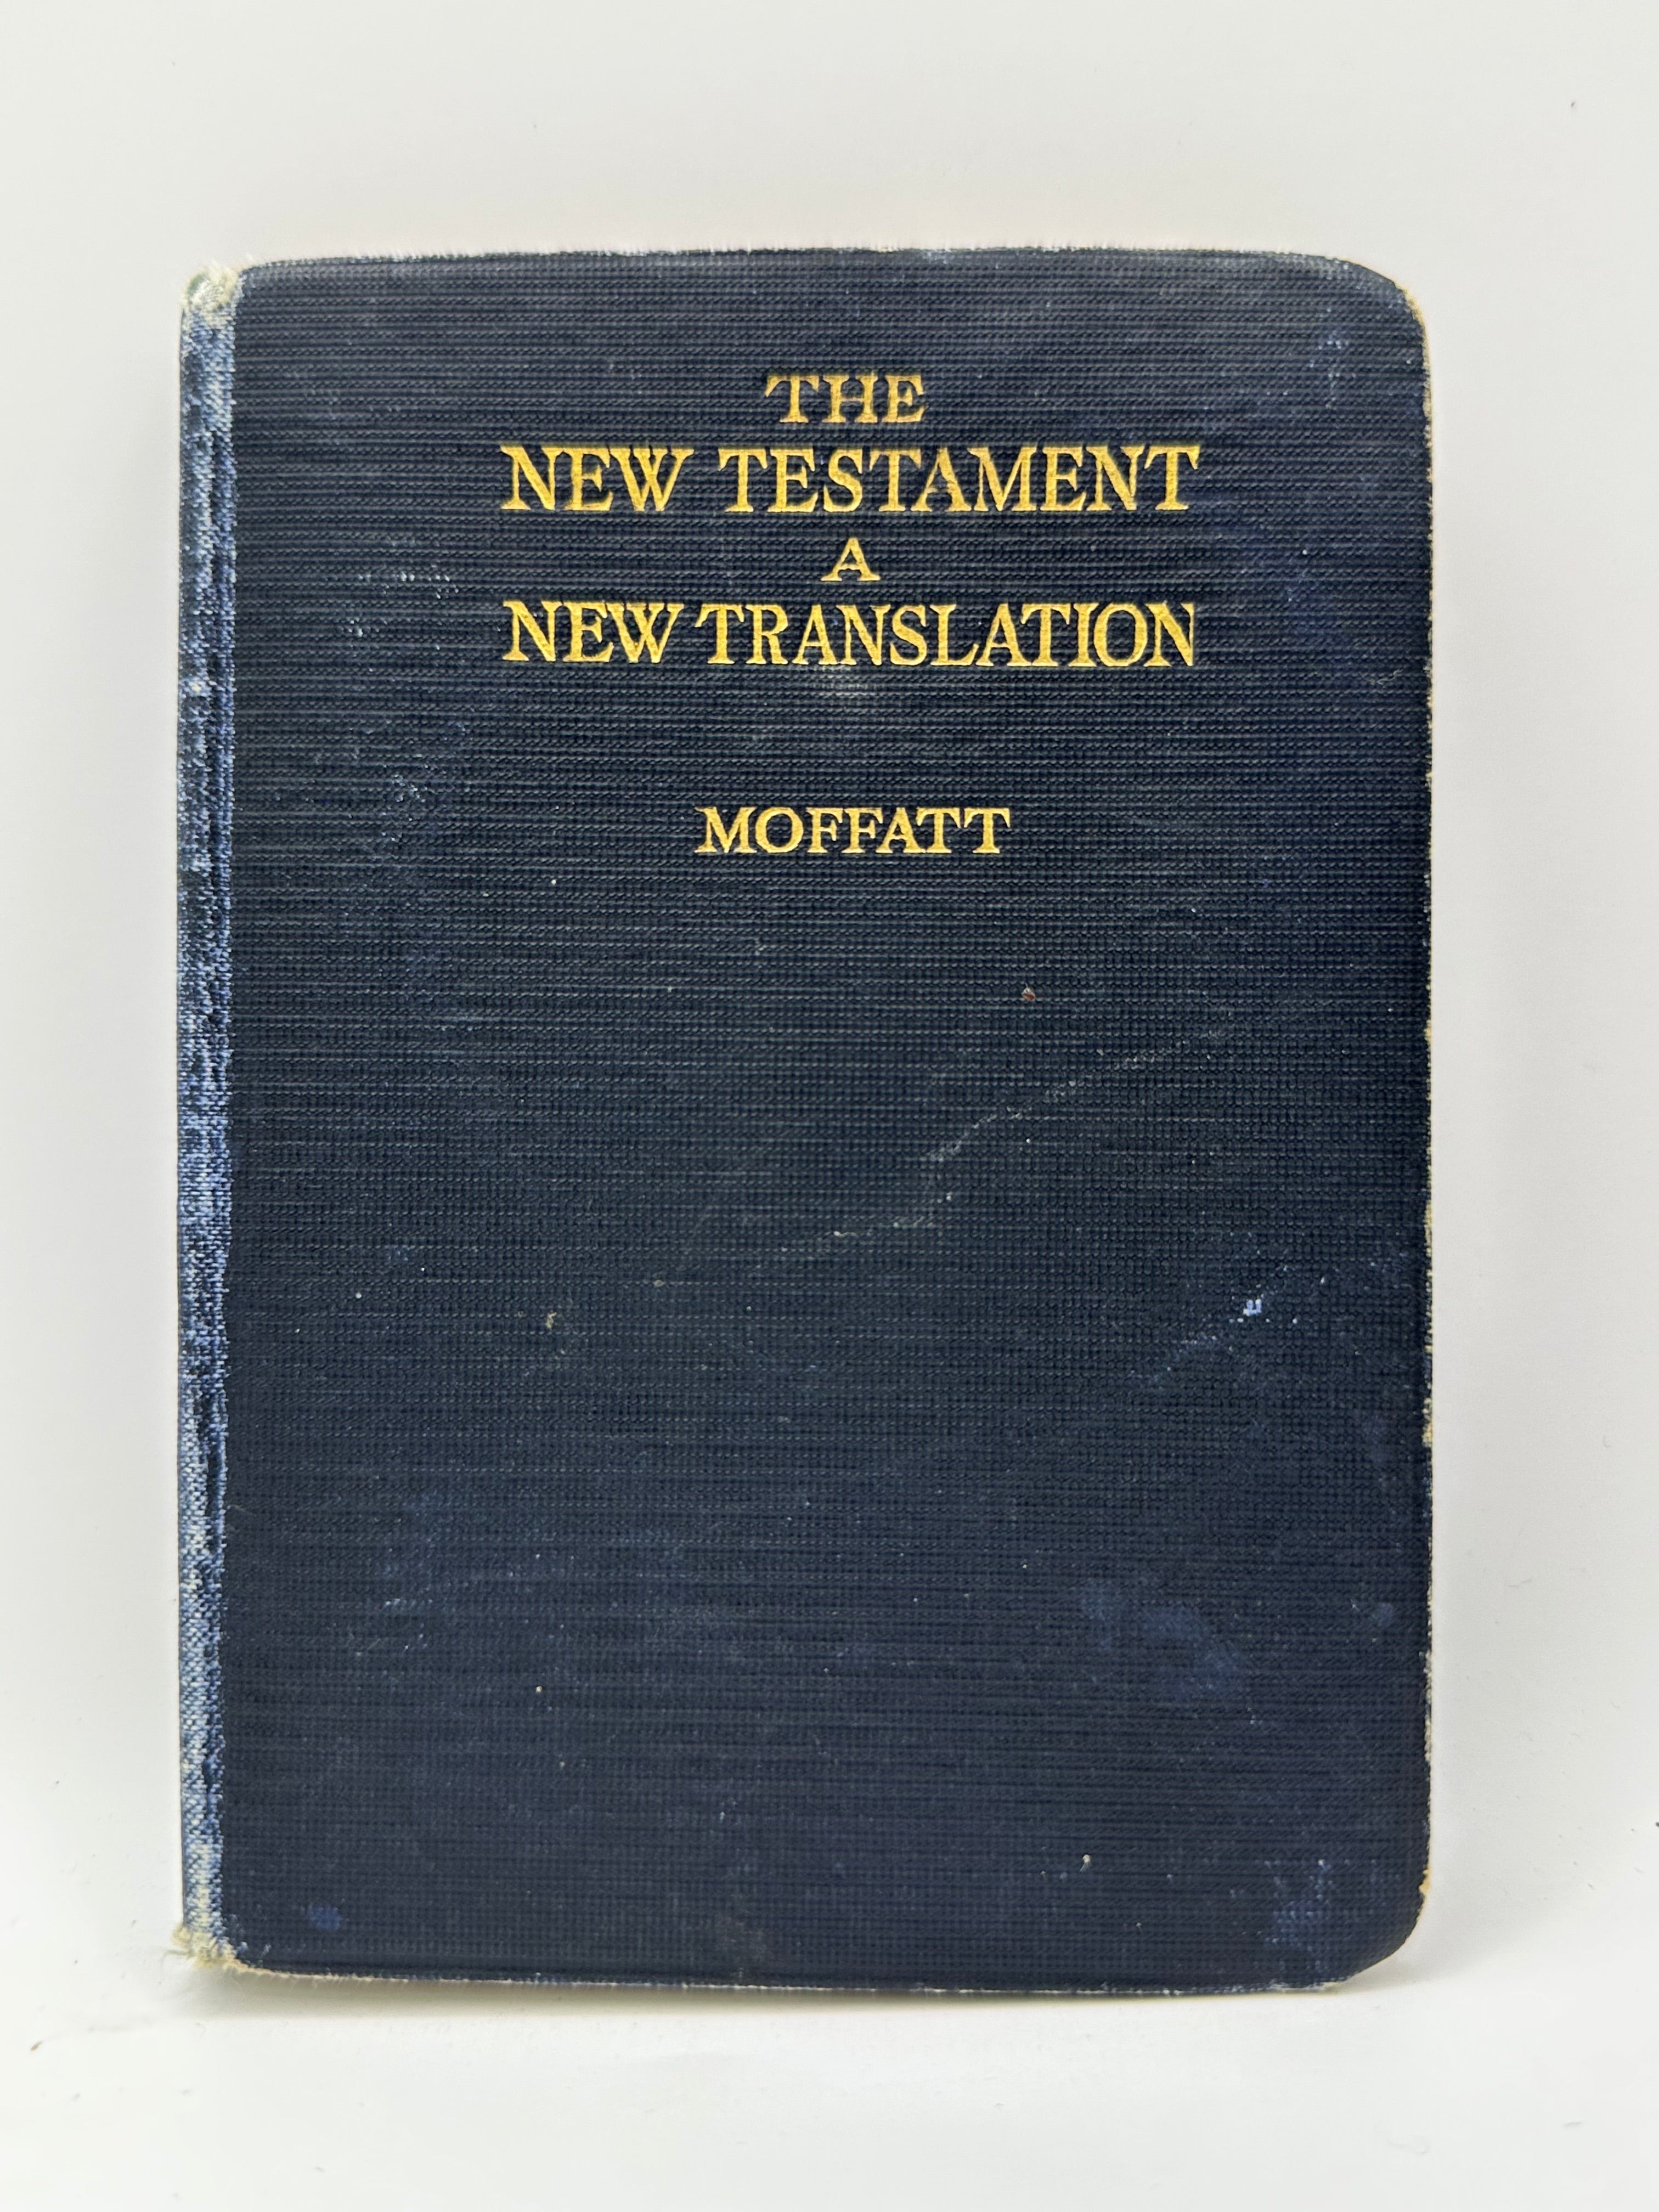 THE
NEW TESTAMENT
A
NEW TRANSLATION
MOFFATT